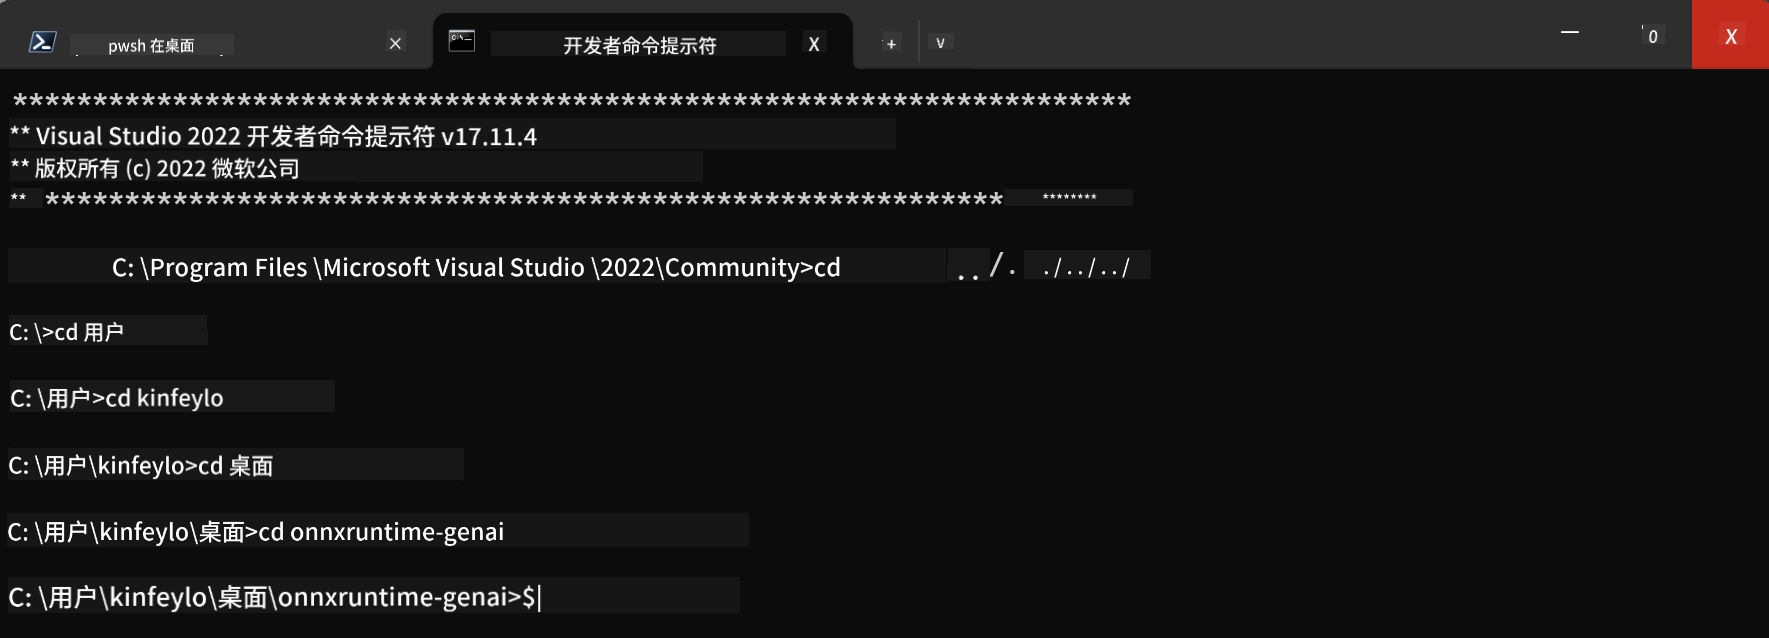 pwsh 在桌面 × 开发者命令提示符 X + v — 0 X
**********************************************************************
** Visual Studio 2022 开发者命令提示符 v17.11.4
** 版权所有 (c) 2022 微软公司
** ************************************************************ ********
C: \Program Files \Microsoft Visual Studio \2022\Community>cd ../. ./../../
C: \>cd 用户
C: \用户>cd kinfeylo
C: \用户\kinfeylo>cd 桌面
C: \用户\kinfeylo\桌面>cd onnxruntime-genai
C: \用户\kinfeylo\桌面\onnxruntime-genai>$|